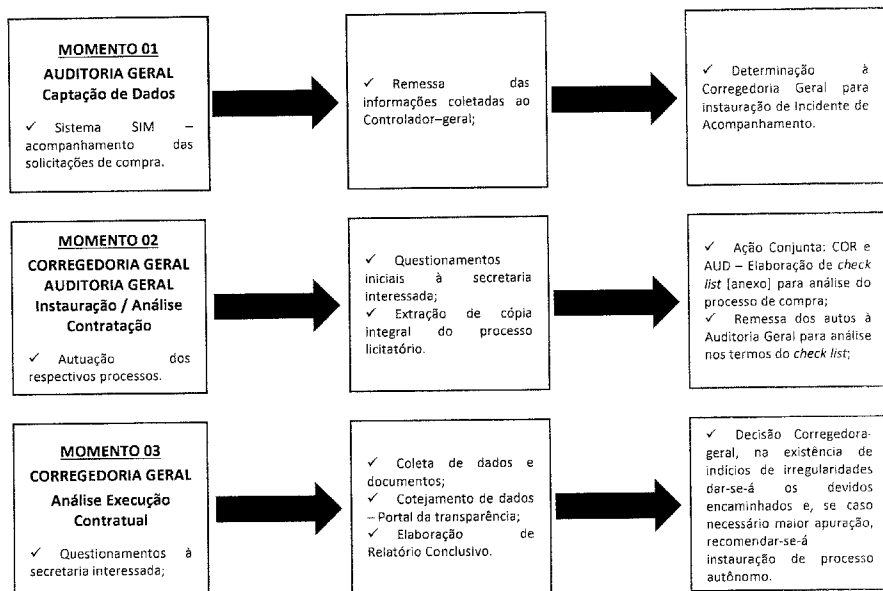 MOMENTO 01
AUDITORIA GERAL
Captação de Dados
✓ Sistema SIM –
acompanhamento das
solicitações de compra.
✓ Remessa das
informações coletadas ao
Controlador–geral;
✓ Determinação à
Corregedoria Geral para
instauração de Incidente de
Acompanhamento.
MOMENTO 02
CORREGEDORIA GERAL
AUDITORIA GERAL
Instauração / Análise
Contratação
✓ Autuação dos
respectivos processos.
✓ Questionamentos
iniciais à secretaria
interessada;
✓ Extração de cópia
integral do processo
licitatório.
✓ Ação Conjunta: COR e
AUD – Elaboração de check
list [anexo] para análise do
processo de compra;
✓ Remessa dos autos à
Auditoria Geral para análise
nos termos do check list;
MOMENTO 03
CORREGEDORIA GERAL
Análise Execução
Contratual
✓ Questionamentos à
secretaria interessada;
✓ Coleta de dados e
documentos;
✓ Cotejamento de dados
– Portal da transparência;
✓ Elaboração de
Relatório Conclusivo.
✓ Decisão Corregedora-
geral, na existência de
indícios de irregularidades
dar-se-á os devidos
encaminhados e, se caso
necessário maior apuração,
recomendar-se-á
instauração de processo
autônomo.